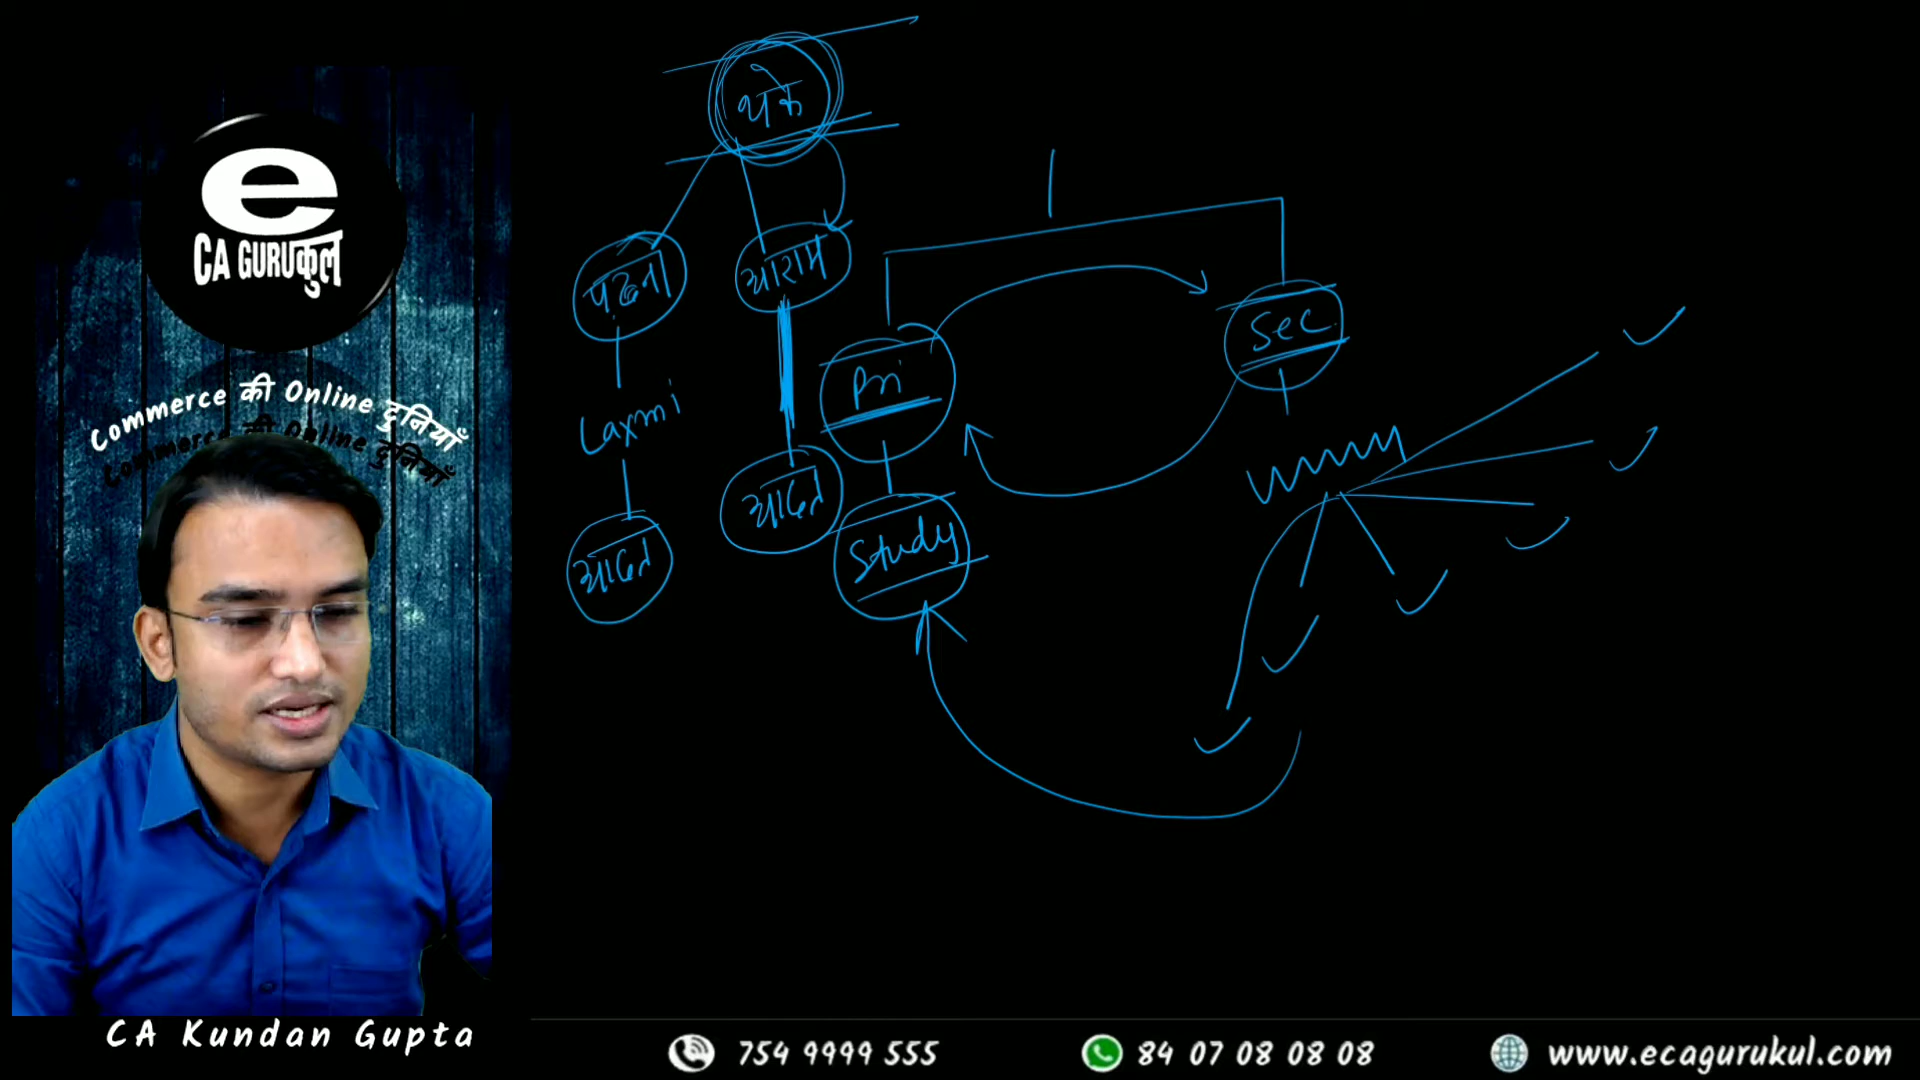 e
CA GURUकुल
Commerce की Online दुनियाँ
CA Kundan Gupta
थके
पढना
आराम
Laxmi
आदत
आदत
Pri
Sec.
Study
754 9999 555
84 07 08 08 08
www.ecagurukul.com